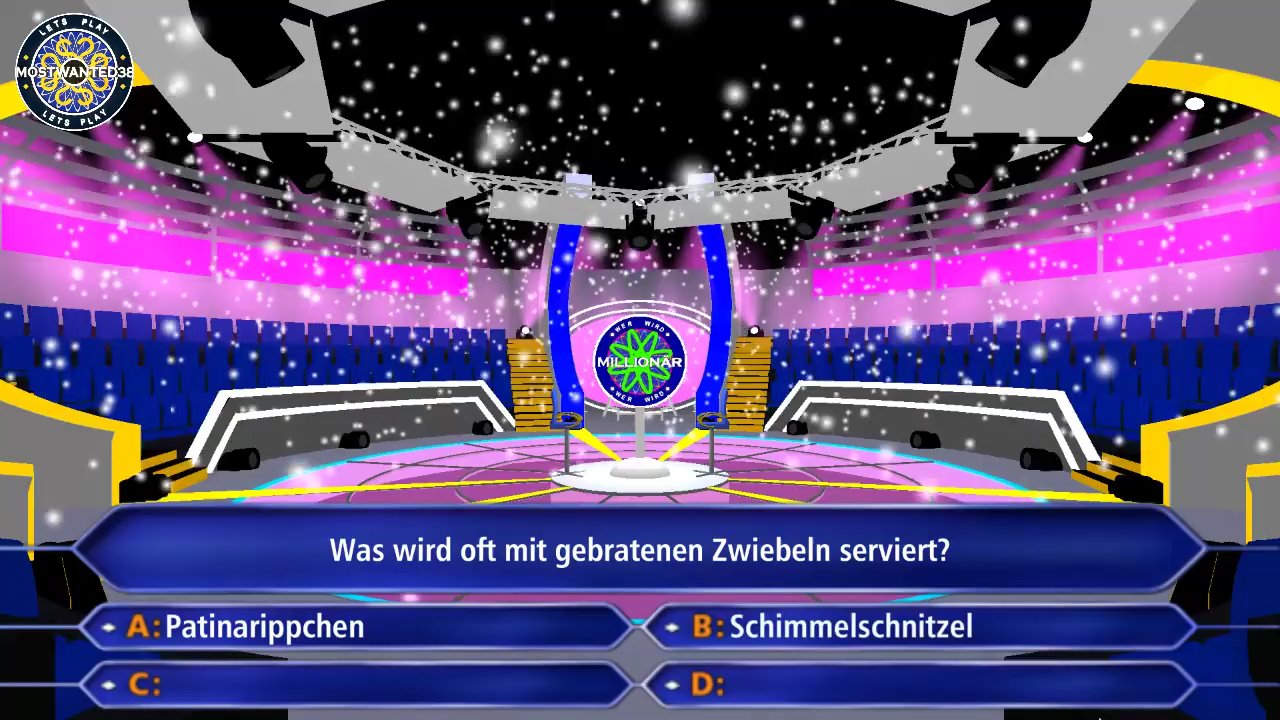 LETS PLAY
MOSTWANTED38
LETS PLAY
WER WIRD
MILLIONÄR
WER WIRD
Was wird oft mit gebratenen Zwiebeln serviert?
A: Patinarippchen
B: Schimmelschnitzel
C:
D: